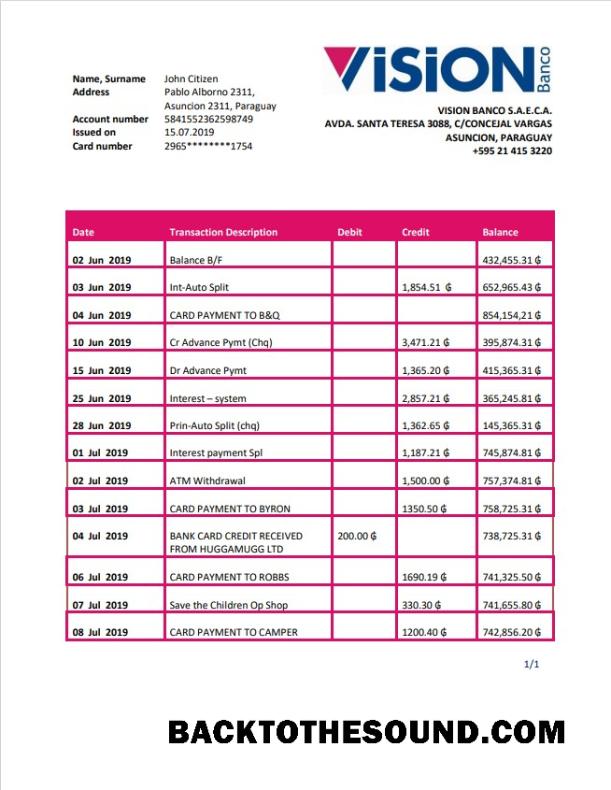 ViSiON Banco
Name, Surname John Citizen
Address Pablo Alborno 2311,
Asuncion 2311, Paraguay
Account number 5841552362598749
Issued on 15.07.2019
Card number 2965********1754
VISION BANCO S.A.E.C.A.
AVDA. SANTA TERESA 3088, C/CONCEJAL VARGAS
ASUNCION, PARAGUAY
+595 21 415 3220
Date Transaction Description Debit Credit Balance
02 Jun 2019 Balance B/F 432,455.31 ₲
03 Jun 2019 Int-Auto Split 1,854.51 ₲ 652,965.43 ₲
04 Jun 2019 CARD PAYMENT TO B&Q 854,154,21 ₲
10 Jun 2019 Cr Advance Pymt (Chq) 3,471.21 ₲ 395,874.31 ₲
15 Jun 2019 Dr Advance Pymt 1,365.20 ₲ 415,365.31 ₲
25 Jun 2019 Interest – system 2,857.21 ₲ 365,245.81 ₲
28 Jun 2019 Prin-Auto Split (chq) 1,362.65 ₲ 145,365.31 ₲
01 Jul 2019 Interest payment Spl 1,187.21 ₲ 745,874.81 ₲
02 Jul 2019 ATM Withdrawal 1,500.00 ₲ 757,374.81 ₲
03 Jul 2019 CARD PAYMENT TO BYRON 1350.50 ₲ 758,725.31 ₲
04 Jul 2019 BANK CARD CREDIT RECEIVED 200.00 ₲ 738,725.31 ₲
FROM HUGGAMUGG LTD
06 Jul 2019 CARD PAYMENT TO ROBBS 1690.19 ₲ 741,325.50 ₲
07 Jul 2019 Save the Children Op Shop 330.30 ₲ 741,655.80 ₲
08 Jul 2019 CARD PAYMENT TO CAMPER 1200.40 ₲ 742,856.20 ₲
1/1
BACKTOTHESOUND.COM